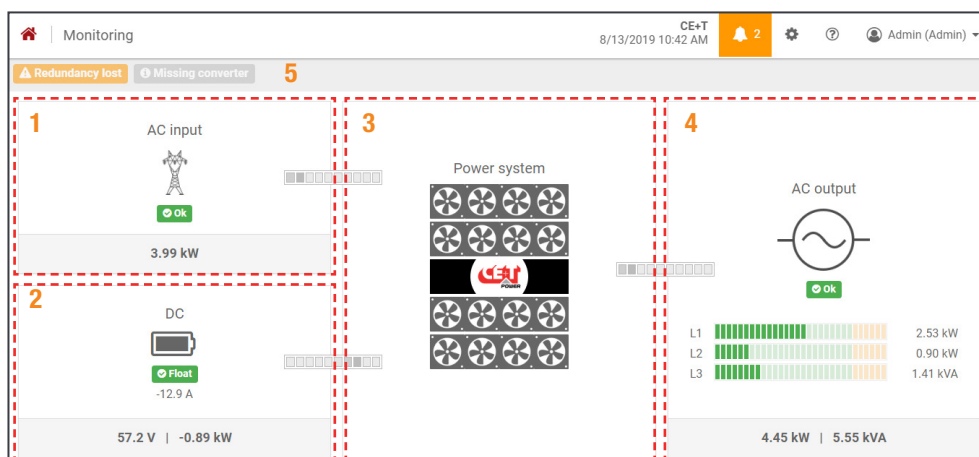 Monitoring
CE+T
8/13/2019 10:42 AM
2
Admin (Admin)
Redundancy lost
Missing converter
5
1
AC input
Ok
3.99 kW
2
DC
Float
-12.9 A
57.2 V | -0.89 kW
3
Power system
CE+T
POWER
4
AC output
Ok
L1 2.53 kW
L2 0.90 kW
L3 1.41 kVA
4.45 kW | 5.55 kVA